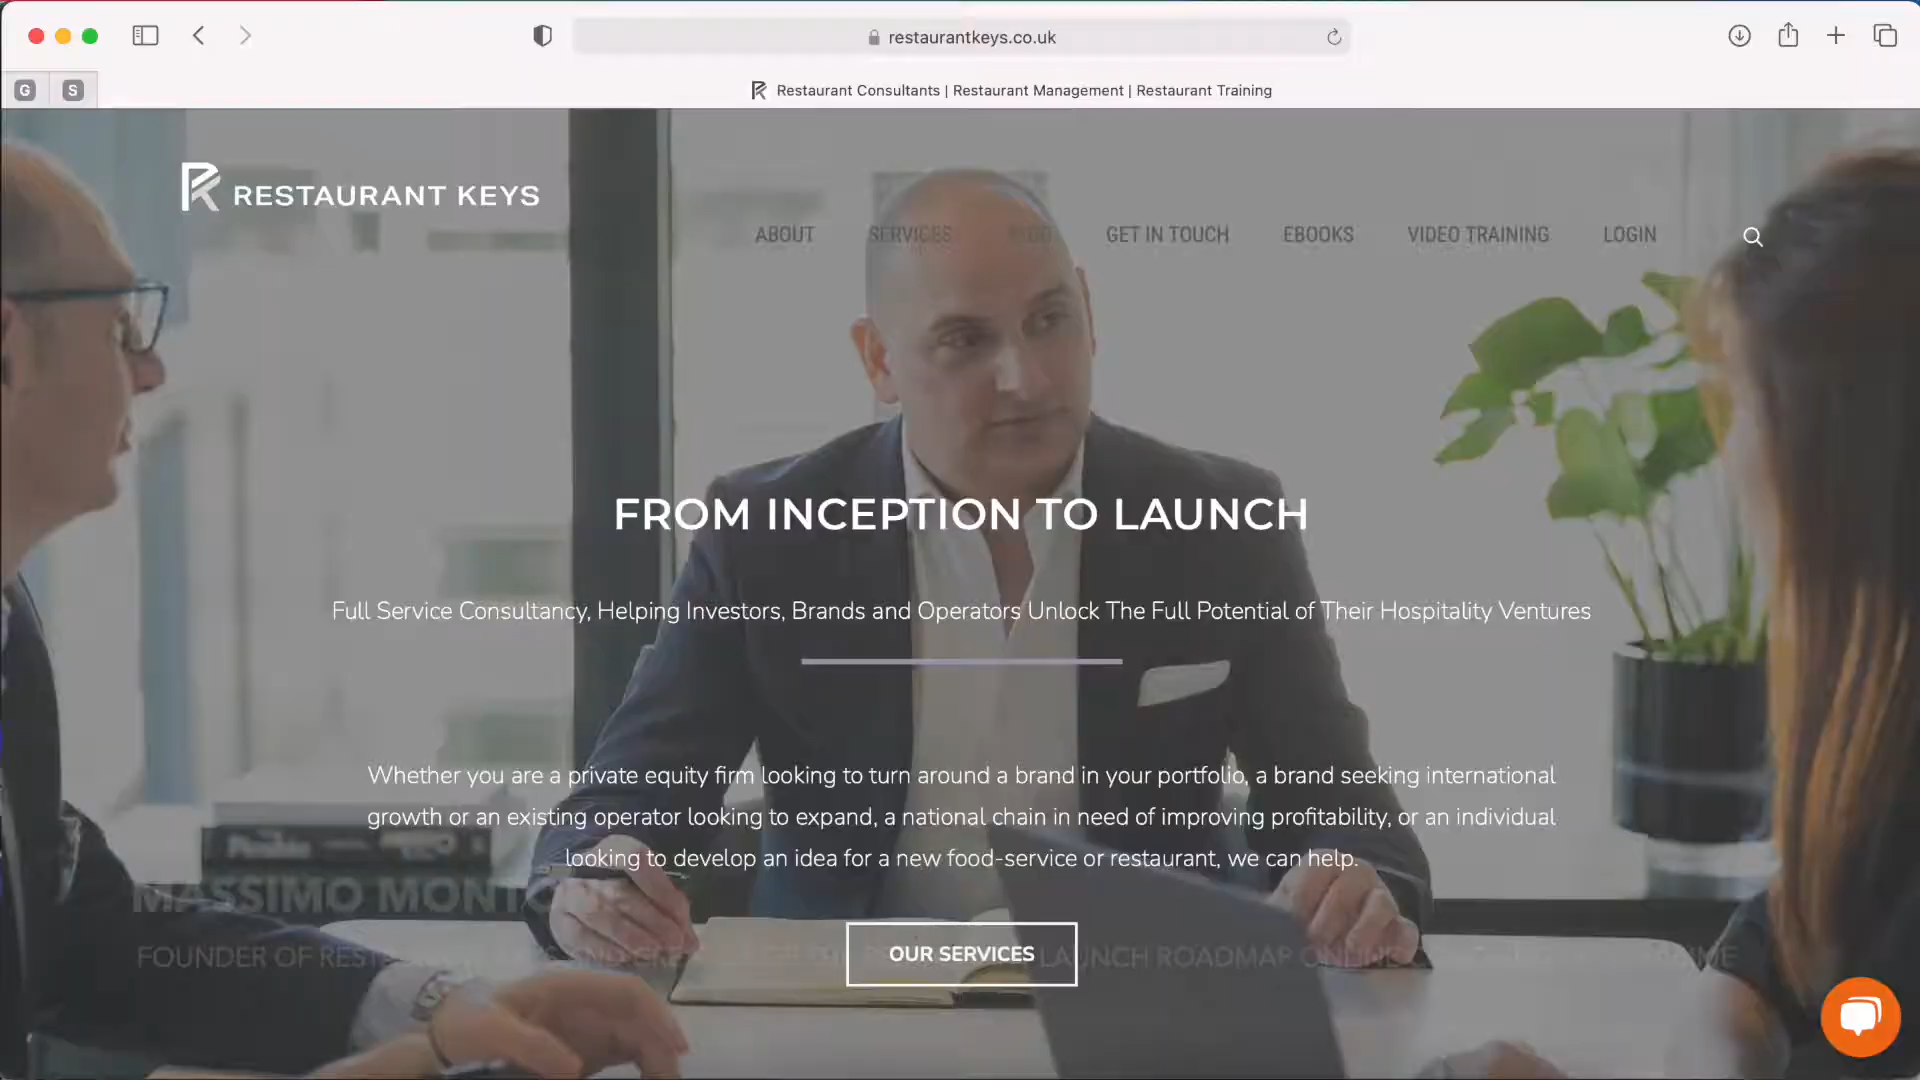 restaurantkeys.co.uk
G
S
Restaurant Consultants | Restaurant Management | Restaurant Training
RESTAURANT KEYS
ABOUT
SERVICES
BLOG
GET IN TOUCH
EBOOKS
VIDEO TRAINING
LOGIN
FROM INCEPTION TO LAUNCH
Full Service Consultancy, Helping Investors, Brands and Operators Unlock The Full Potential of Their Hospitality Ventures
Whether you are a private equity firm looking to turn around a brand in your portfolio, a brand seeking international
growth or an existing operator looking to expand, a national chain in need of improving profitability, or an individual
looking to develop an idea for a new food-service or restaurant, we can help.
MASSIMO
OUR SERVICES
FOUNDER OF LAUNCH ROADMAP